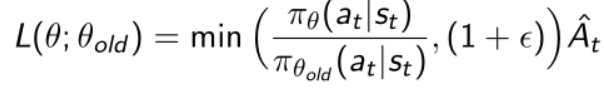 L(θ; θ_old) = min ( π_θ(a_t|s_t) / π_θ_old(a_t|s_t) , (1 + ϵ) ) Â_t